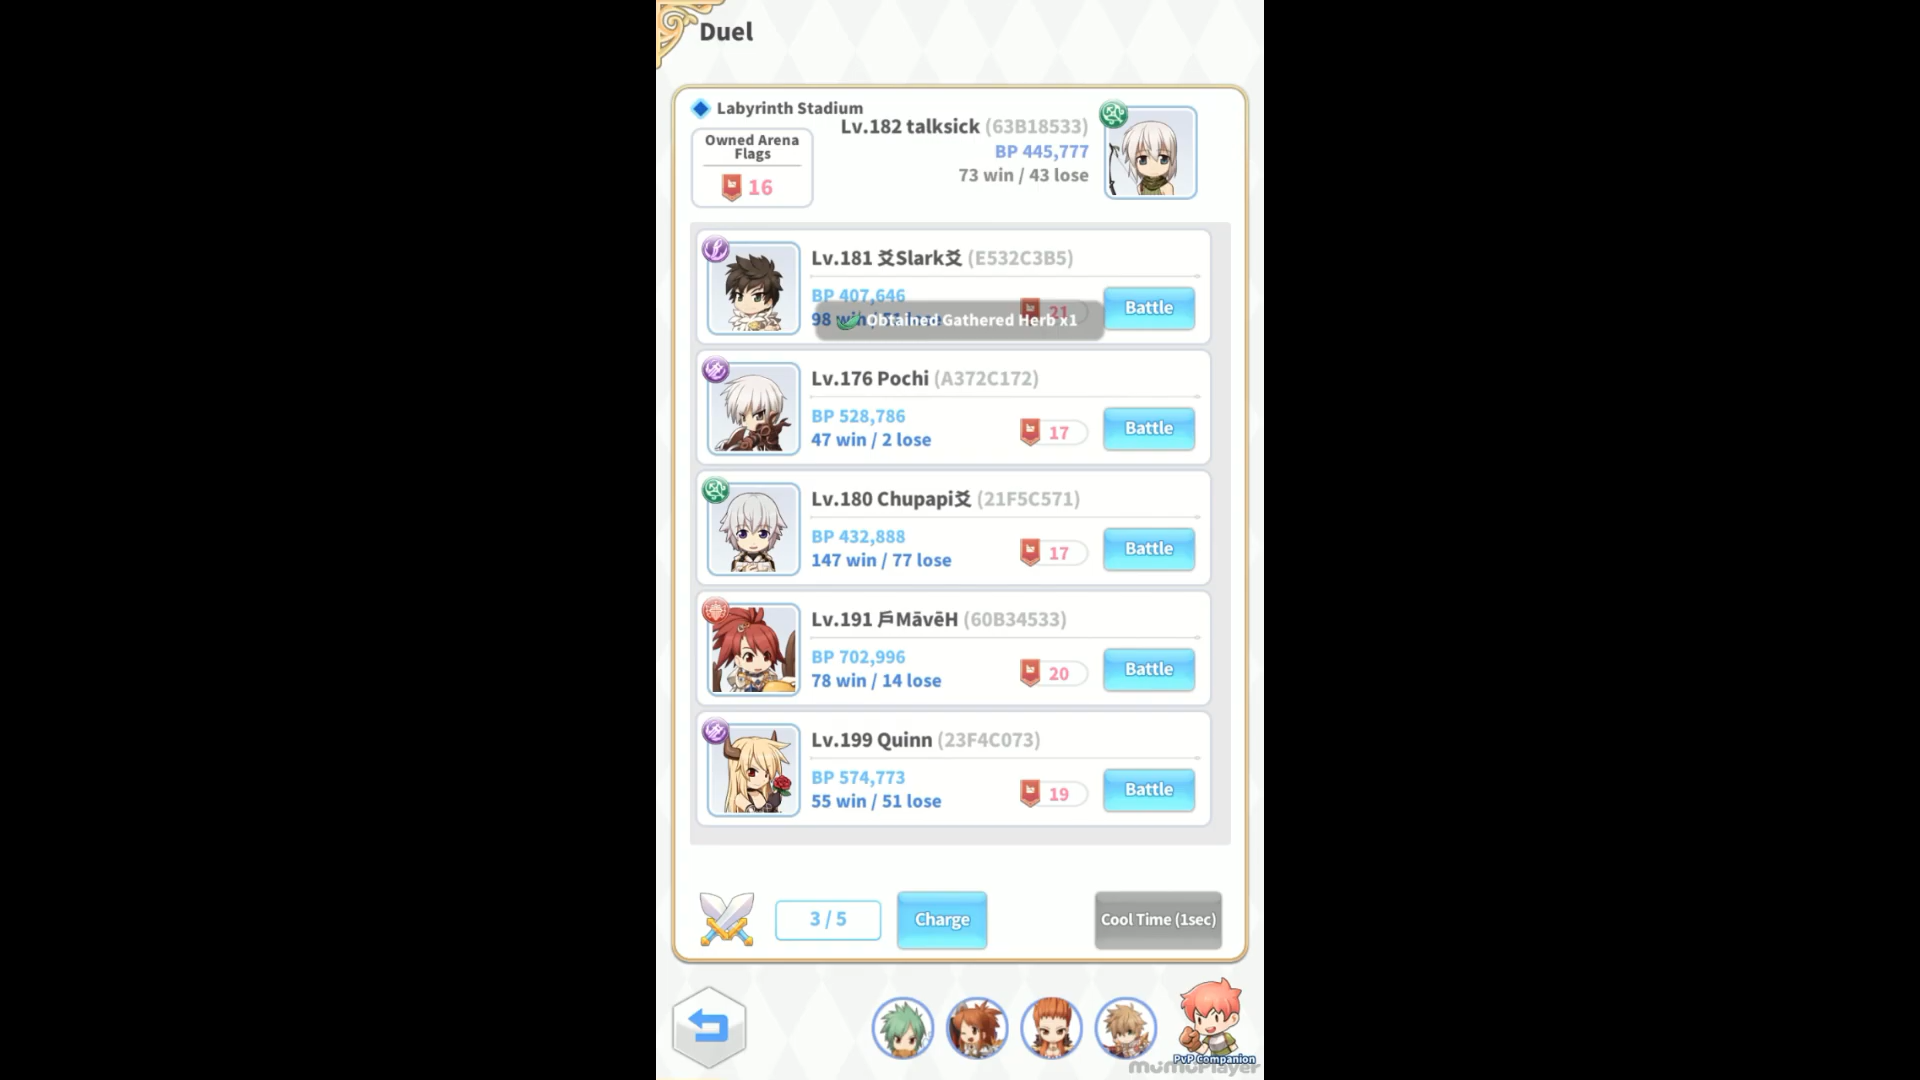 Duel
Labyrinth Stadium
Owned Arena
Flags
16
Lv.182 talksick (63B18533)
BP 445,777
73 win / 43 lose
Lv.181 爻Slark爻 (E532C3B5)
BP 407,646
21
98 win /
Obtained Gathered Herb x1
Battle
Lv.176 Pochi (A372C172)
BP 528,786
47 win / 2 lose
17
Battle
Lv.180 Chupapi爻 (21F5C571)
BP 432,888
147 win / 77 lose
17
Battle
Lv.191 戶MāvēH (60B34533)
BP 702,996
78 win / 14 lose
20
Battle
Lv.199 Quinn (23F4C073)
BP 574,773
55 win / 51 lose
19
Battle
3 / 5
Charge
Cool Time (1sec)
PvP Companion
MuMuPlayer